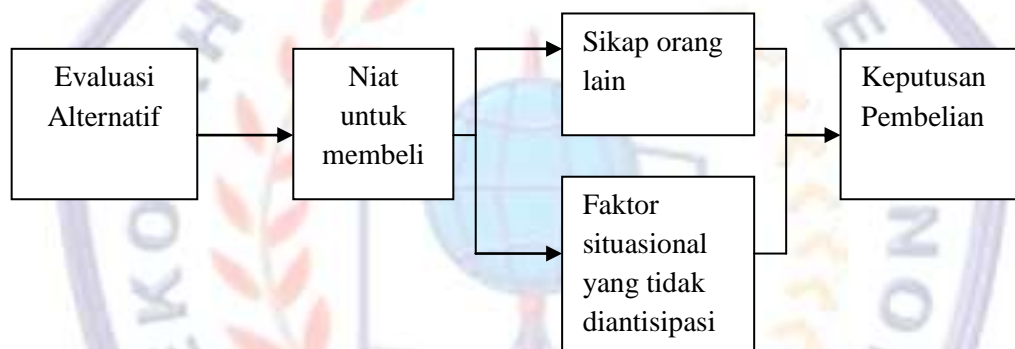 Evaluasi
Alternatif
Niat
untuk
membeli
Sikap orang
lain
Faktor
situasional
yang tidak
diantisipasi
Keputusan
Pembelian